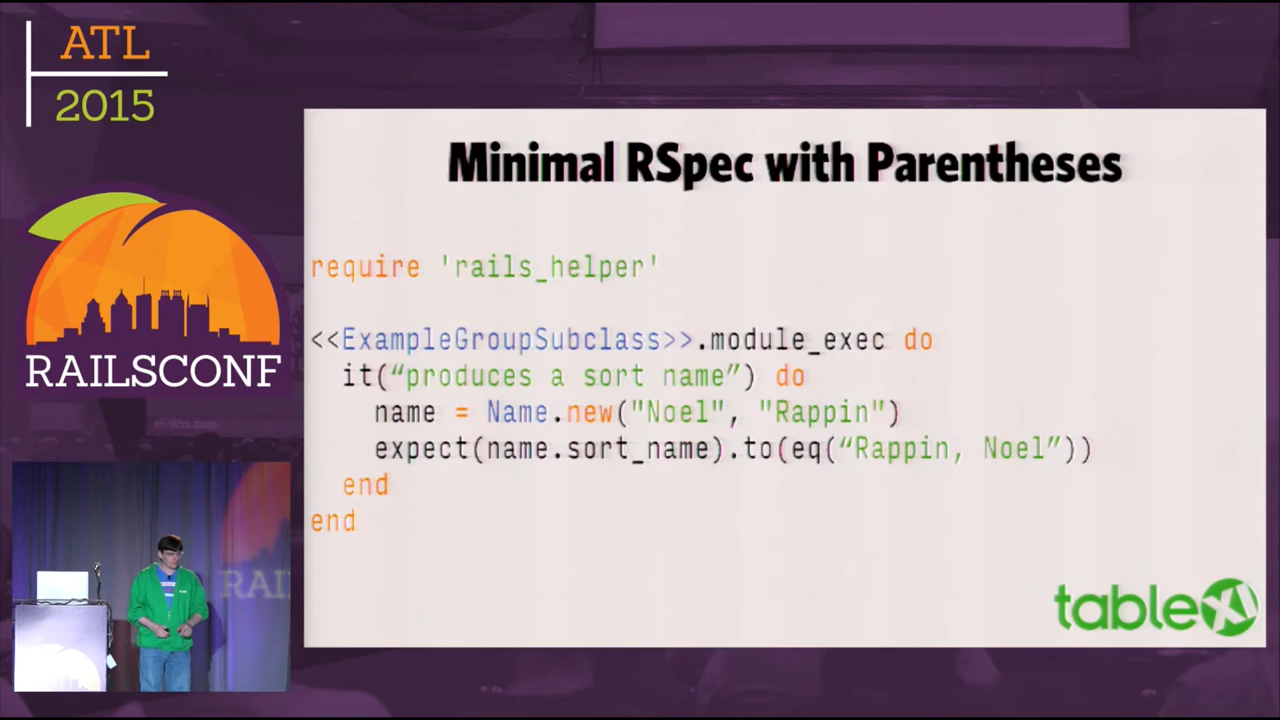 ATL
2015
RAILSCONF
Minimal RSpec with Parentheses
require 'rails_helper'
<<ExampleGroupSubclass>>.module_exec do
it(“produces a sort name”) do
name = Name.new("Noel", "Rappin")
expect(name.sort_name).to(eq(“Rappin, Noel”))
end
end
tableXI
RAILS